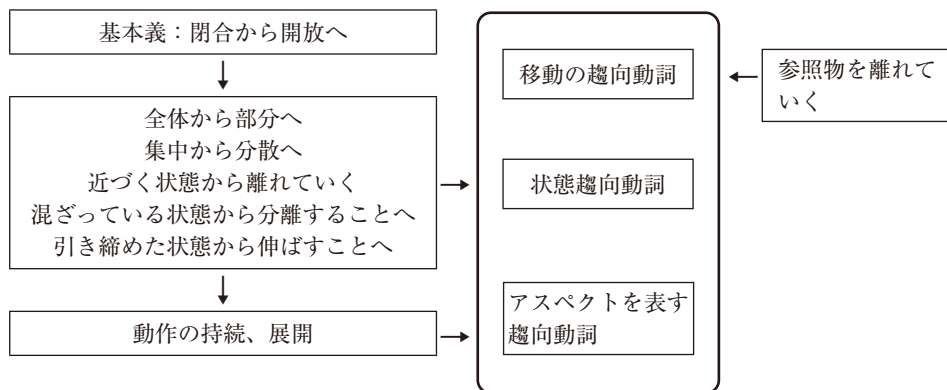 基本義：閉合から開放へ
全体から部分へ
集中から分散へ
近づく状態から離れていく
混ざっている状態から分離することへ
引き締めた状態から伸ばすことへ
動作の持続、展開
移動の趨向動詞
状態趨向動詞
アスペクトを表す
趨向動詞
参照物を離れて
いく